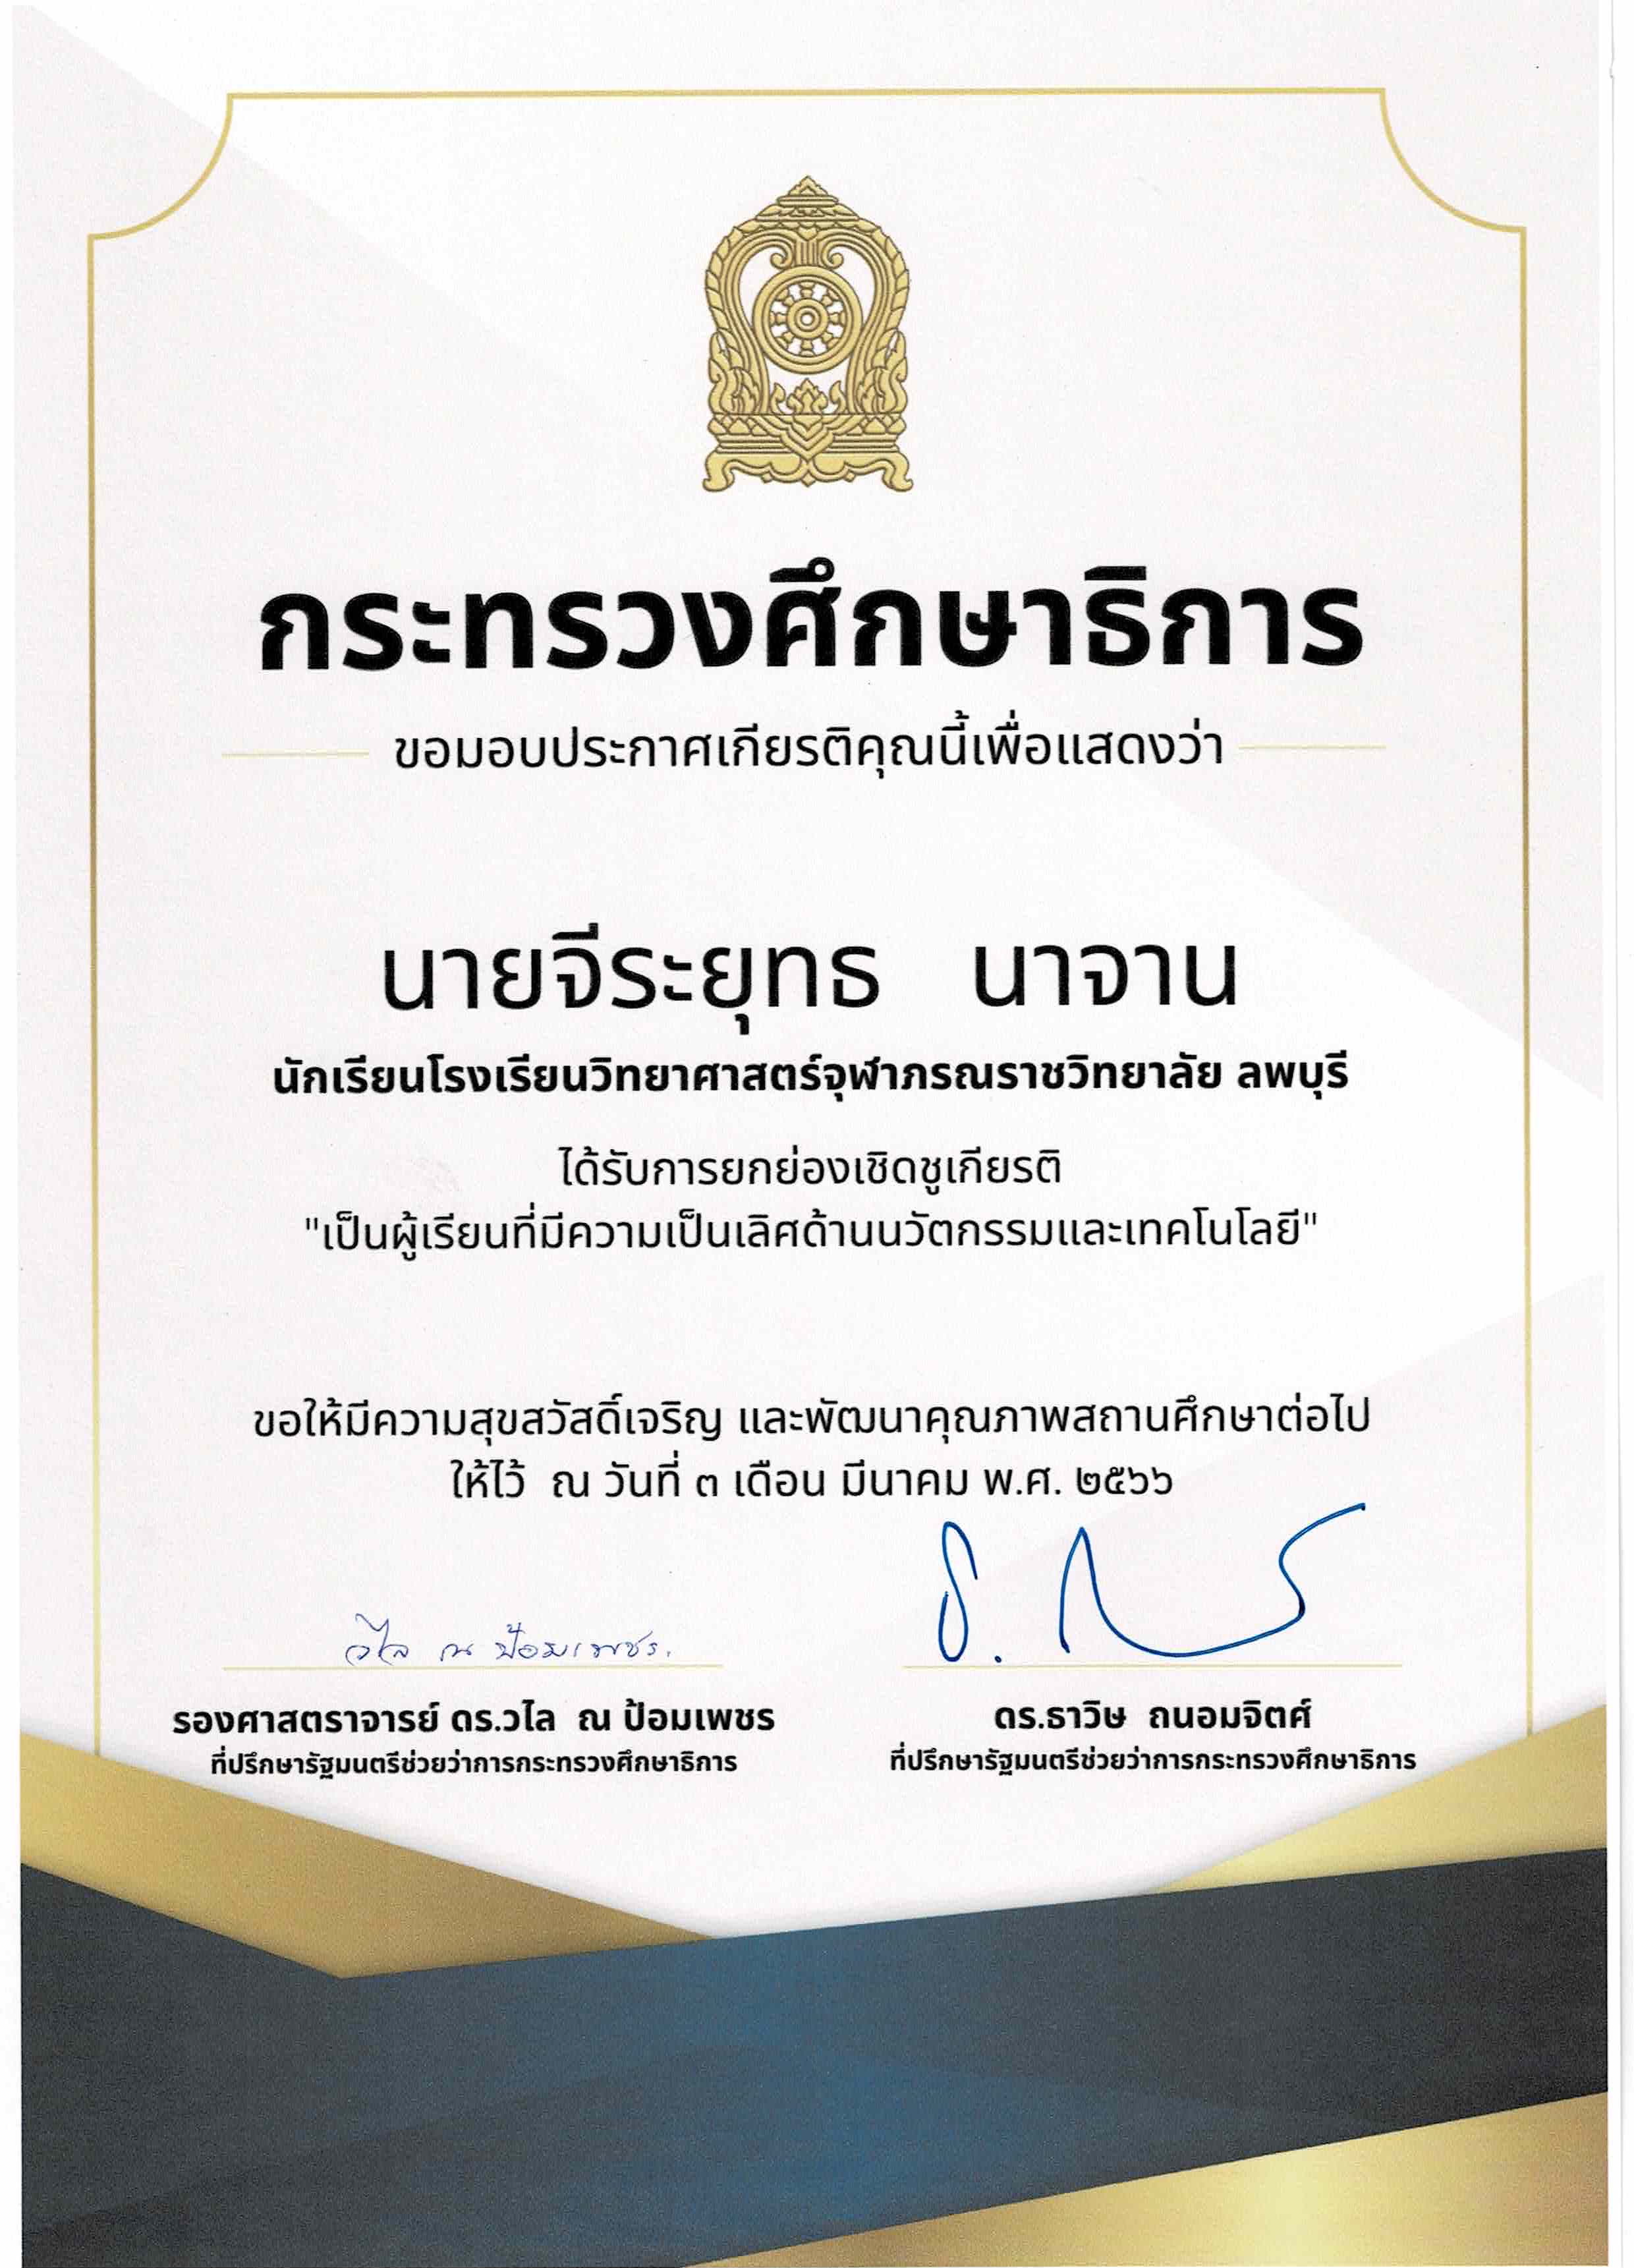 กระทรวงศึกษาธิการ
ขอมอบประกาศเกียรติคุณนี้เพื่อแสดงว่า
นายจีระยุทธ นาจาน
นักเรียนโรงเรียนวิทยาศาสตร์จุฬาภรณราชวิทยาลัย ลพบุรี
ได้รับการยกย่องเชิดชูเกียรติ
"เป็นผู้เรียนที่มีความเป็นเลิศด้านนวัตกรรมและเทคโนโลยี"
ขอให้มีความสุขสวัสดิ์เจริญ และพัฒนาคุณภาพสถานศึกษาต่อไป
ให้ไว้ ณ วันที่ ๓ เดือน มีนาคม พ.ศ. ๒๕๖๖
วไล ณ ป้อมเพชร
รองศาสตราจารย์ ดร.วไล ณ ป้อมเพชร
ที่ปรึกษารัฐมนตรีช่วยว่าการกระทรวงศึกษาธิการ
ดร.ธาวิษ ถนอมจิตศ์
ที่ปรึกษารัฐมนตรีช่วยว่าการกระทรวงศึกษาธิการ